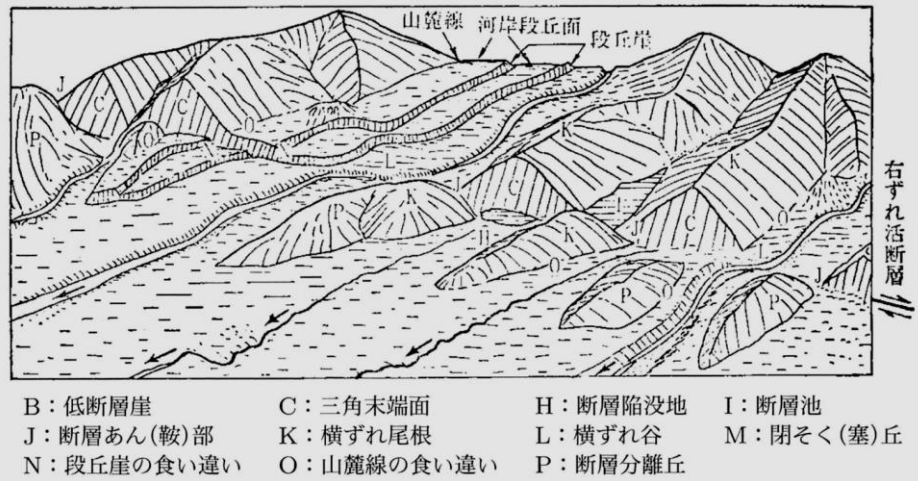 山麓線 河岸段丘面
段丘崖
J
C
C
P
O
O
L
K
J
C
K
P
K
H
K
O
I
J
C
O
L
P
O
P
J
C
右ずれ活断層
B：低断層崖 C：三角末端面 H：断層陥没地 I：断層池
J：断層あん(鞍)部 K：横ずれ尾根 L：横ずれ谷 M：閉そく(塞)丘
N：段丘崖の食い違い O：山麓線の食い違い P：断層分離丘